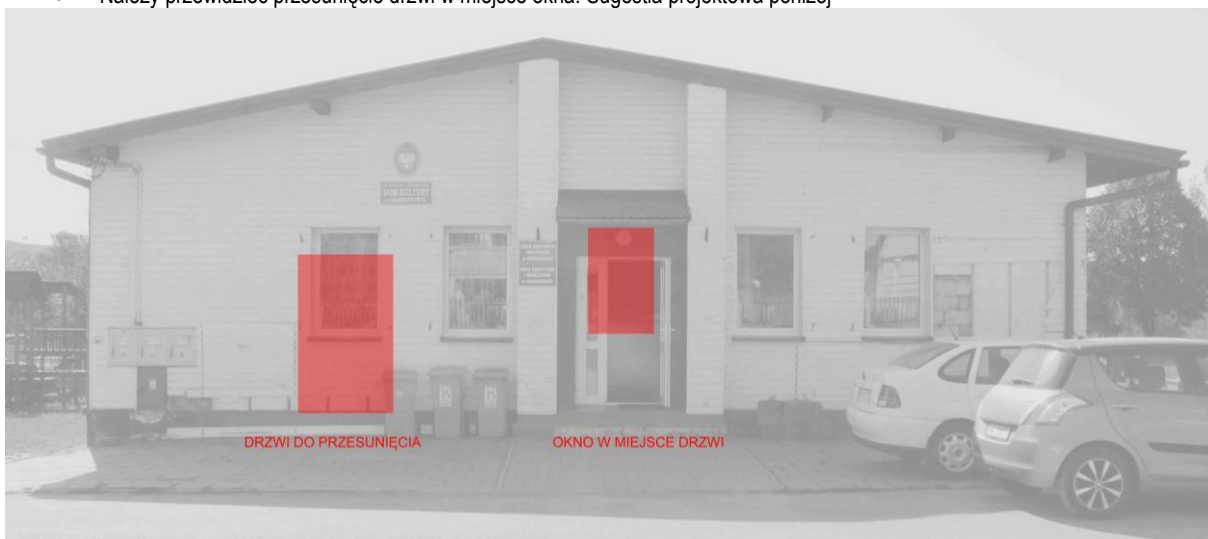 Należy przewidzieć przesunięcie drzwi w miejsce okna. Sugestia projektowa poniżej
DOM KULTURY
DRZWI DO PRZESUNIĘCIA
OKNO W MIEJSCE DRZWI